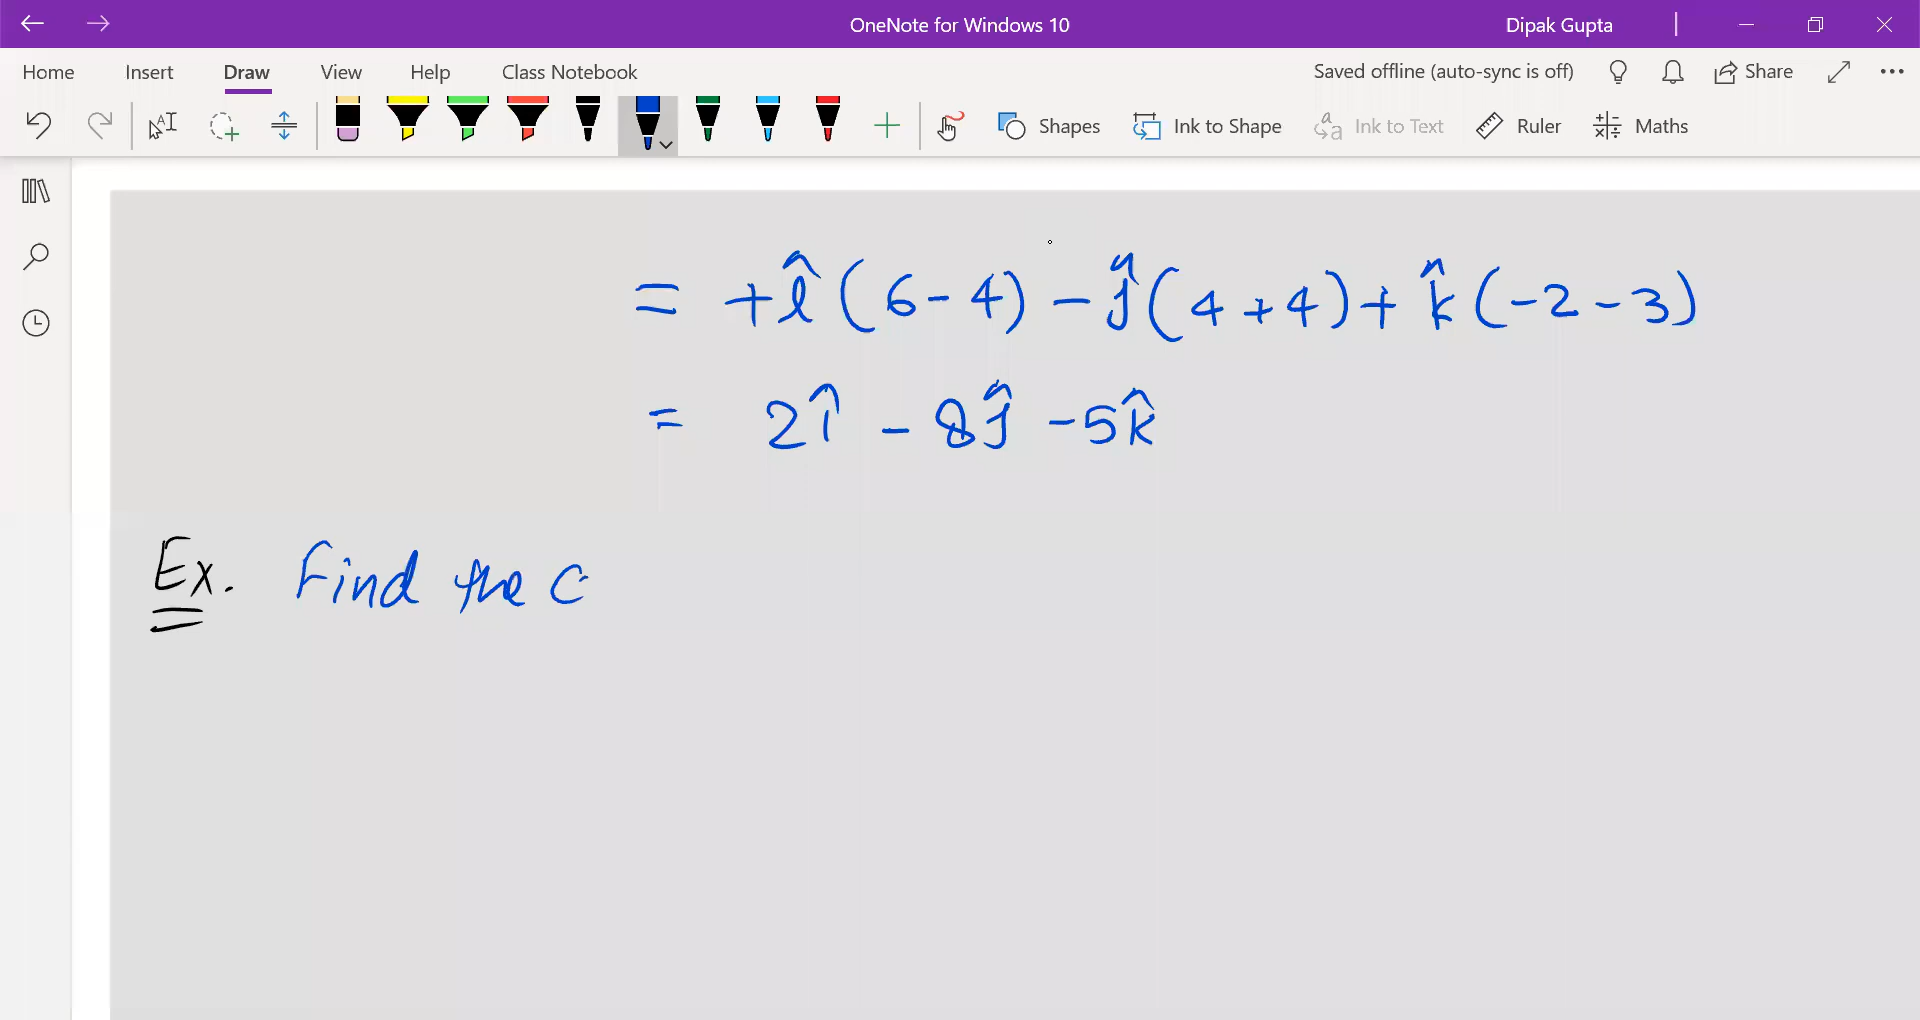 OneNote for Windows 10
Dipak Gupta
Home Insert Draw View Help Class Notebook
Saved offline (auto-sync is off) Share
Shapes Ink to Shape Ink to Text Ruler Maths
= +î(6-4) - ĵ(4+4) + k̂(-2-3)
= 2î - 8ĵ - 5k̂
Ex. Find the c